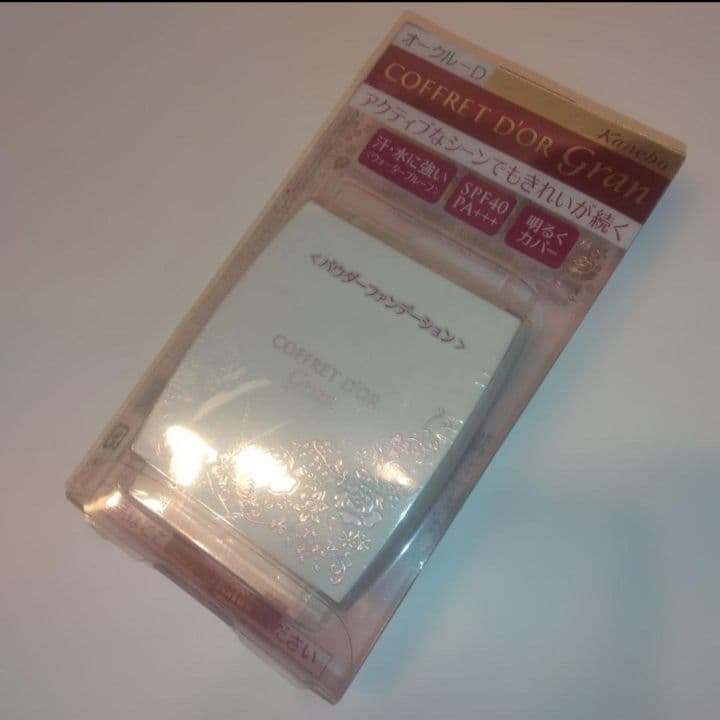 オークルーD
Kanebo
COFFRET D'OR Gran
アクティブなシーンでもきれいが続く
汗・水に強い
<ウォータープルーフ>
SPF40
PA+++
明るく
カバー
<パウダーファンデーション>
COFFRET D'OR
Gran
ださい